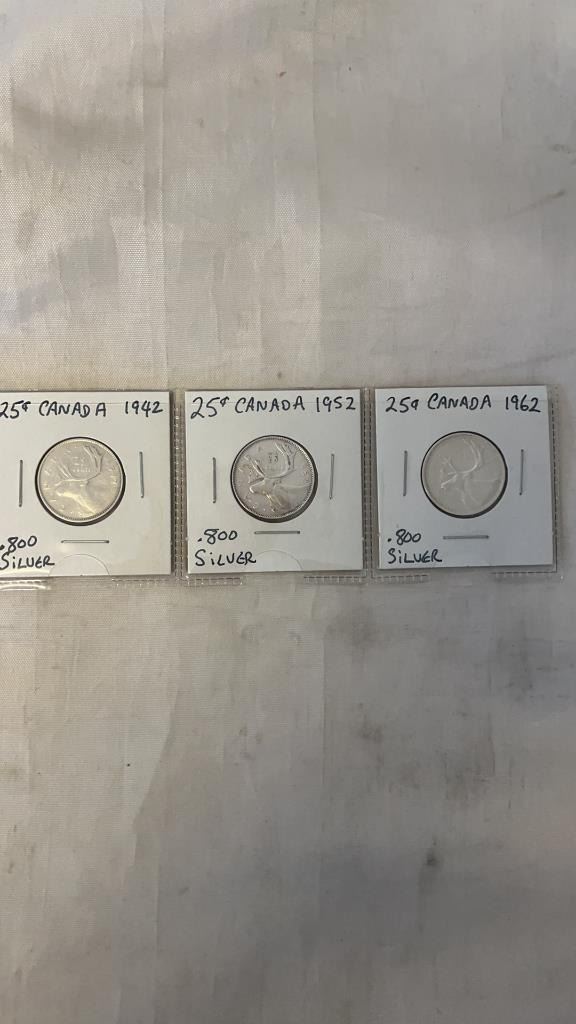 25¢ CANADA 1942
.800
SILVER
25¢ CANADA 1952
.800
SILVER
25¢ CANADA 1962
.800
SILVER